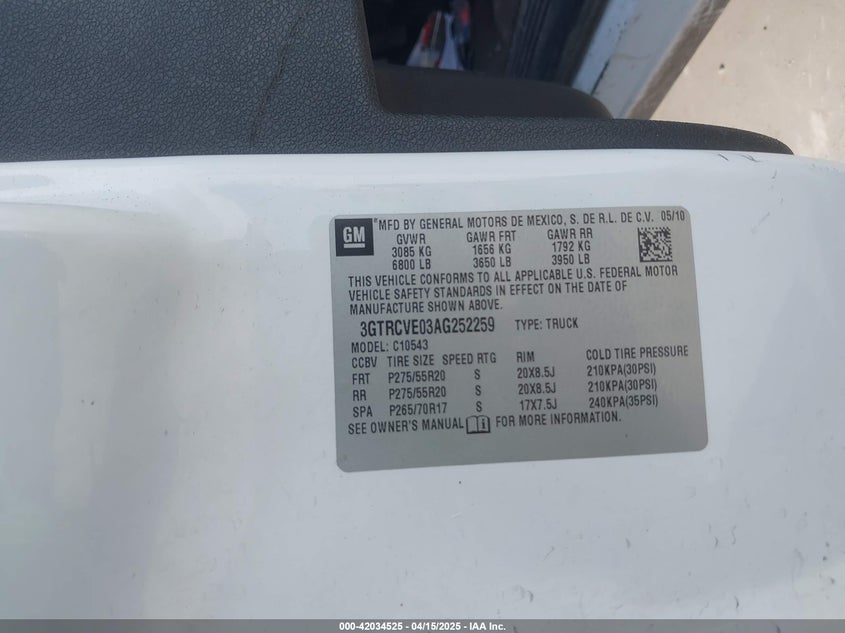 GM
® MFD BY GENERAL MOTORS DE MEXICO, S. DE R.L. DE C.V. 05/10
GVWR GAWR FRT GAWR RR
3085 KG 1656 KG 1792 KG
6800 LB 3650 LB 3950 LB
THIS VEHICLE CONFORMS TO ALL APPLICABLE U.S. FEDERAL MOTOR
VEHICLE SAFETY STANDARDS IN EFFECT ON THE DATE OF
MANUFACTURE SHOWN ABOVE.
3GTRCVE03AG252259 TYPE: TRUCK
MODEL: C10543
CCBV TIRE SIZE SPEED RTG RIM COLD TIRE PRESSURE
FRT P275/55R20 S 20X8.5J 210KPA(30PSI)
RR P275/55R20 S 20X8.5J 210KPA(30PSI)
SPA P265/70R17 S 17X7.5J 240KPA(35PSI)
SEE OWNER'S MANUAL i FOR MORE INFORMATION.
000-42034525 - 04/15/2025 - IAA Inc.